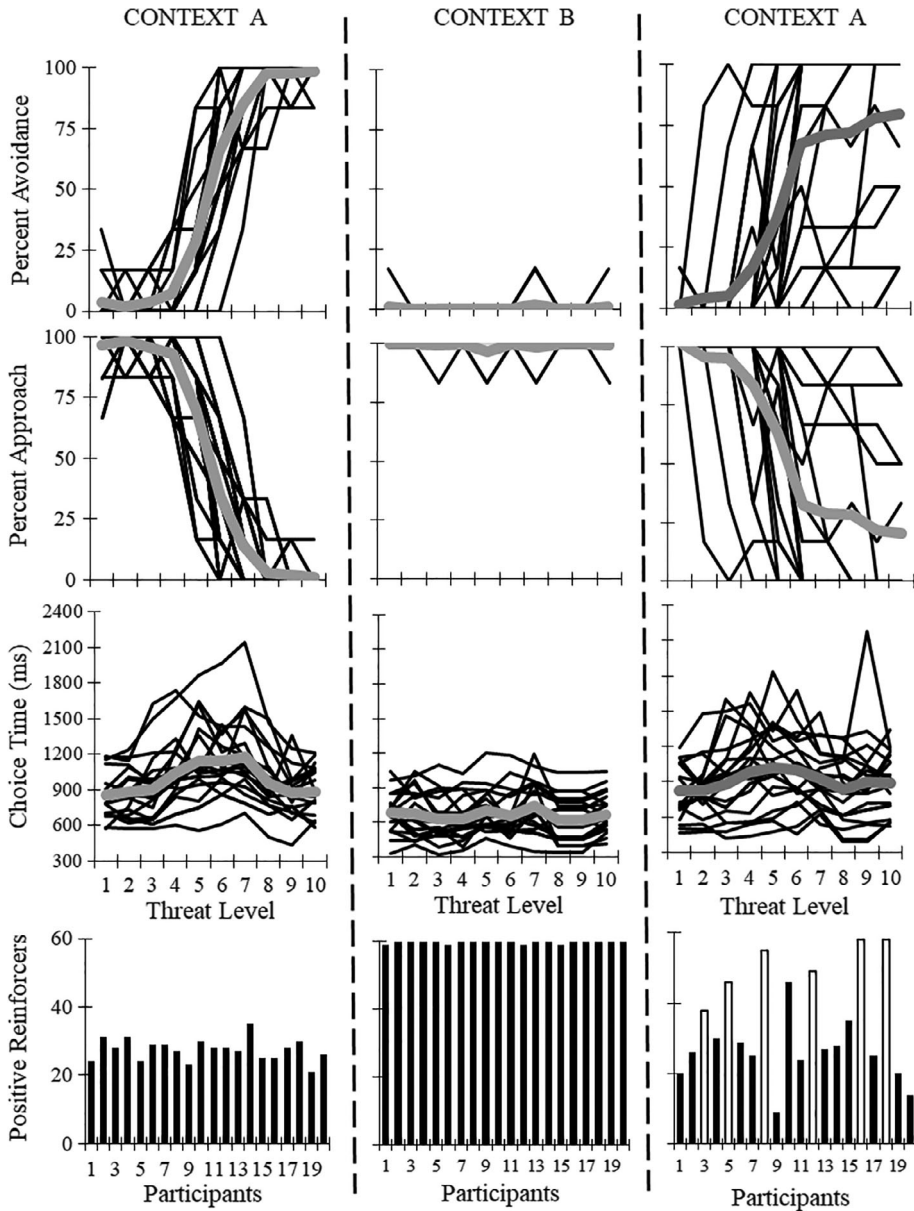 CONTEXT A
CONTEXT B
CONTEXT A
Percent Avoidance
100
75
50
25
0
Percent Approach
100
75
50
25
0
Choice Time (ms)
2400
2100
1800
1500
1200
900
600
300
1 2 3 4 5 6 7 8 9 10
1 2 3 4 5 6 7 8 9 10
1 2 3 4 5 6 7 8 9 10
Threat Level
Threat Level
Threat Level
Positive Reinforcers
60
40
20
0
1 3 5 7 9 11 13 15 17 19
1 3 5 7 9 11 13 15 17 19
1 3 5 7 9 11 13 15 17 19
Participants
Participants
Participants